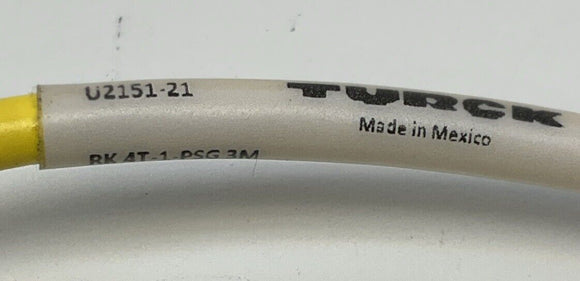 U2151-21
TURCK
Made in Mexico
RK 4T-1-PSG 3M